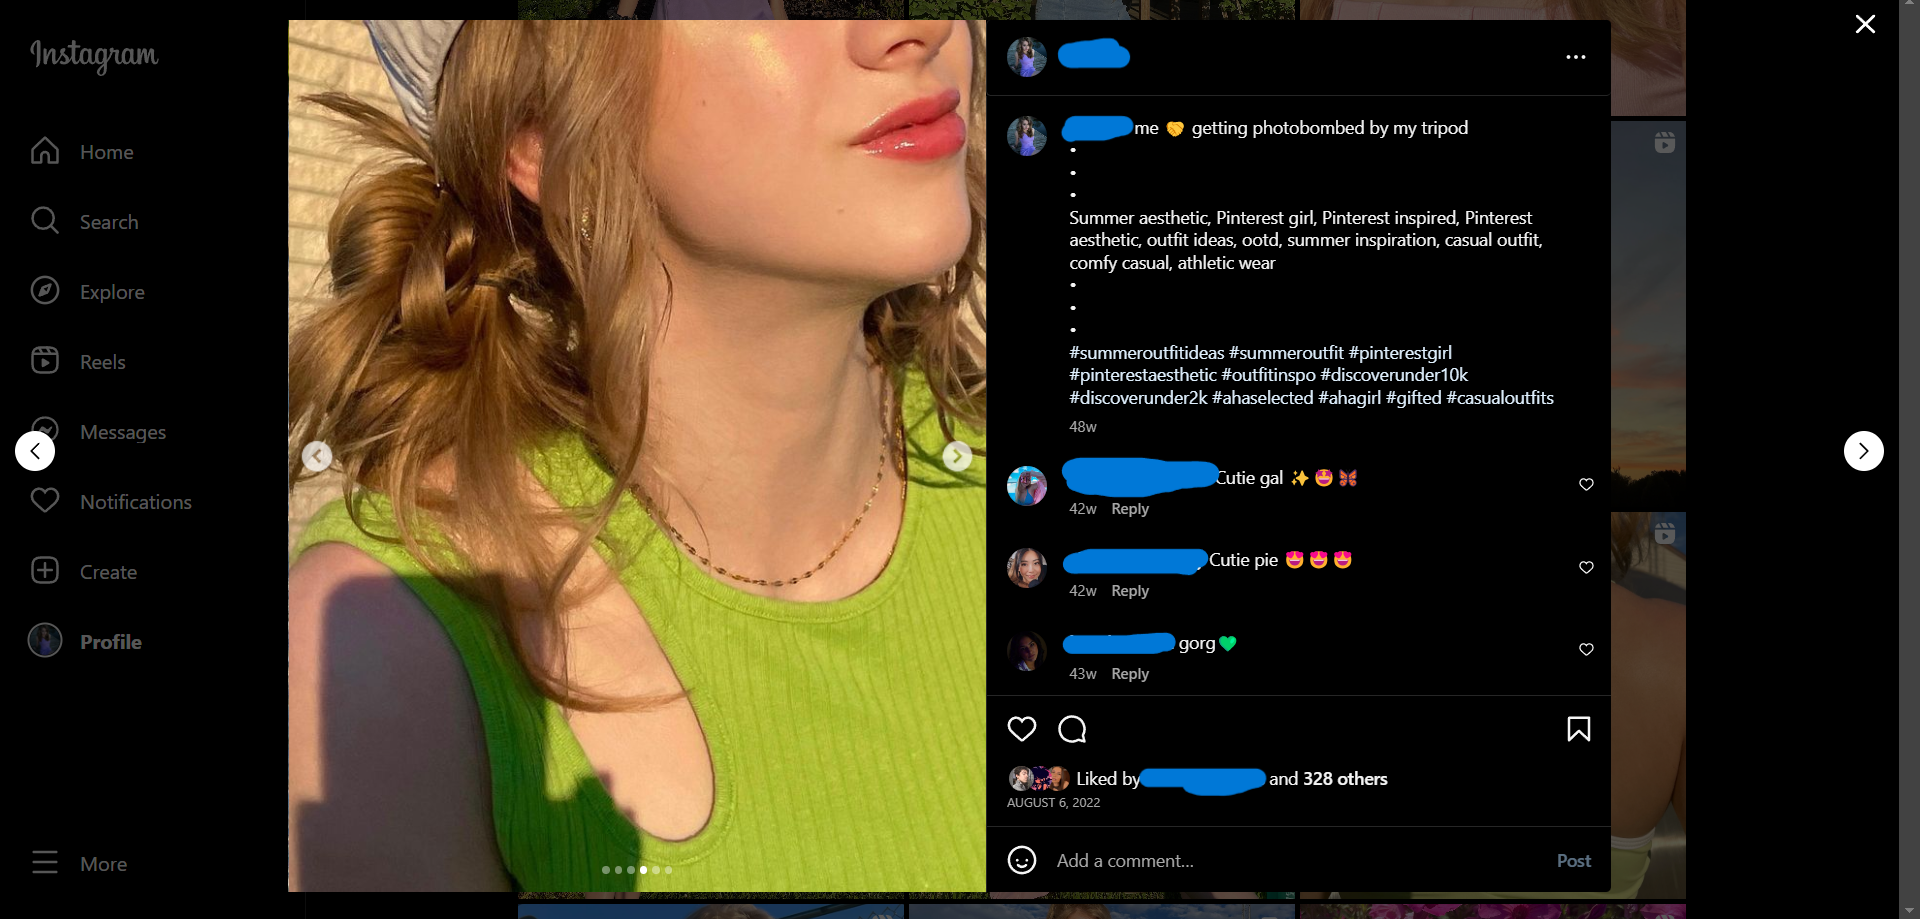 Instagram
Home
Search
Explore
Reels
Messages
Notifications
Create
Profile
More
me 🤝 getting photobombed by my tripod
•
•
•
Summer aesthetic, Pinterest girl, Pinterest inspired, Pinterest
aesthetic, outfit ideas, ootd, summer inspiration, casual outfit,
comfy casual, athletic wear
•
•
•
#summeroutfitideas #summeroutfit #pinterestgirl
#pinterestaesthetic #outfitinspo #discoverunder10k
#discoverunder2k #ahaselected #ahagirl #gifted #casualoutfits
48w
Cutie gal ✨🤩🦋
42w Reply
Cutie pie 😍😍😍
42w Reply
gorg💚
43w Reply
Liked by and 328 others
AUGUST 6, 2022
Add a comment...
Post